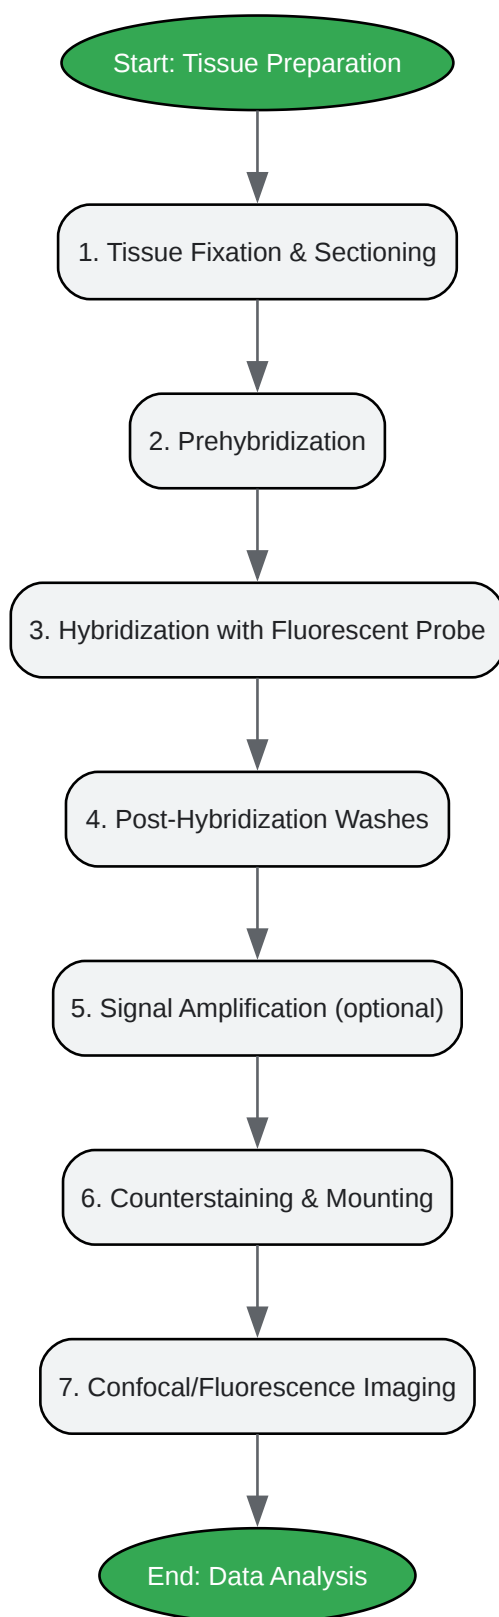 Start: Tissue Preparation
1. Tissue Fixation & Sectioning
2. Prehybridization
3. Hybridization with Fluorescent Probe
4. Post-Hybridization Washes
5. Signal Amplification (optional)
6. Counterstaining & Mounting
7. Confocal/Fluorescence Imaging
End: Data Analysis